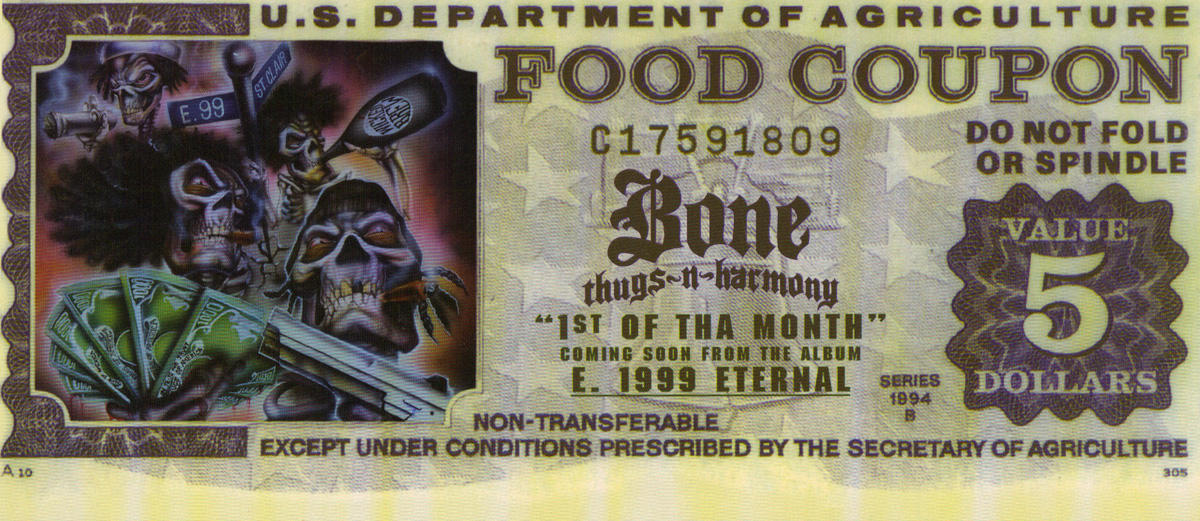 U.S. DEPARTMENT OF AGRICULTURE
FOOD COUPON
E. 99
ST. CLAIR
C17591809
DO NOT FOLD
OR SPINDLE
Bone
thugs~n~harmony
"1ST OF THA MONTH"
COMING SOON FROM THE ALBUM
E. 1999 ETERNAL
VALUE
5
DOLLARS
SERIES
1994
B
NON-TRANSFERABLE
EXCEPT UNDER CONDITIONS PRESCRIBED BY THE SECRETARY OF AGRICULTURE
A 10
305